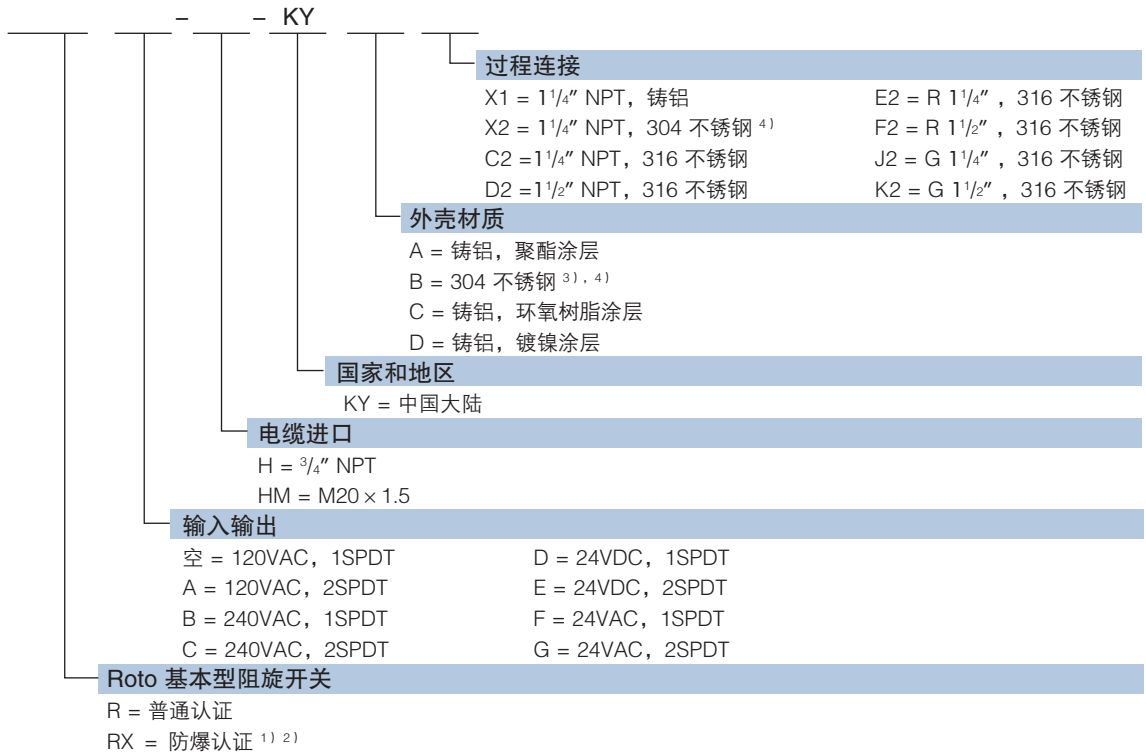 – – KY
过程连接
X1 = 1¹/₄″ NPT，铸铝 E2 = R 1¹/₄″ ，316 不锈钢
X2 = 1¹/₄″ NPT，304 不锈钢 ⁴⁾ F2 = R 1¹/₂″ ，316 不锈钢
C2 =1¹/₄″ NPT，316 不锈钢 J2 = G 1¹/₄″ ，316 不锈钢
D2 =1¹/₂″ NPT，316 不锈钢 K2 = G 1¹/₂″ ，316 不锈钢
外壳材质
A = 铸铝，聚酯涂层
B = 304 不锈钢 ³⁾，⁴⁾
C = 铸铝，环氧树脂涂层
D = 铸铝，镀镍涂层
国家和地区
KY = 中国大陆
电缆进口
H = ³/₄″ NPT
HM = M20 × 1.5
输入输出
空 = 120VAC，1SPDT D = 24VDC，1SPDT
A = 120VAC，2SPDT E = 24VDC，2SPDT
B = 240VAC，1SPDT F = 24VAC，1SPDT
C = 240VAC，2SPDT G = 24VAC，2SPDT
Roto 基本型阻旋开关
R = 普通认证
RX = 防爆认证 ¹⁾ ²⁾